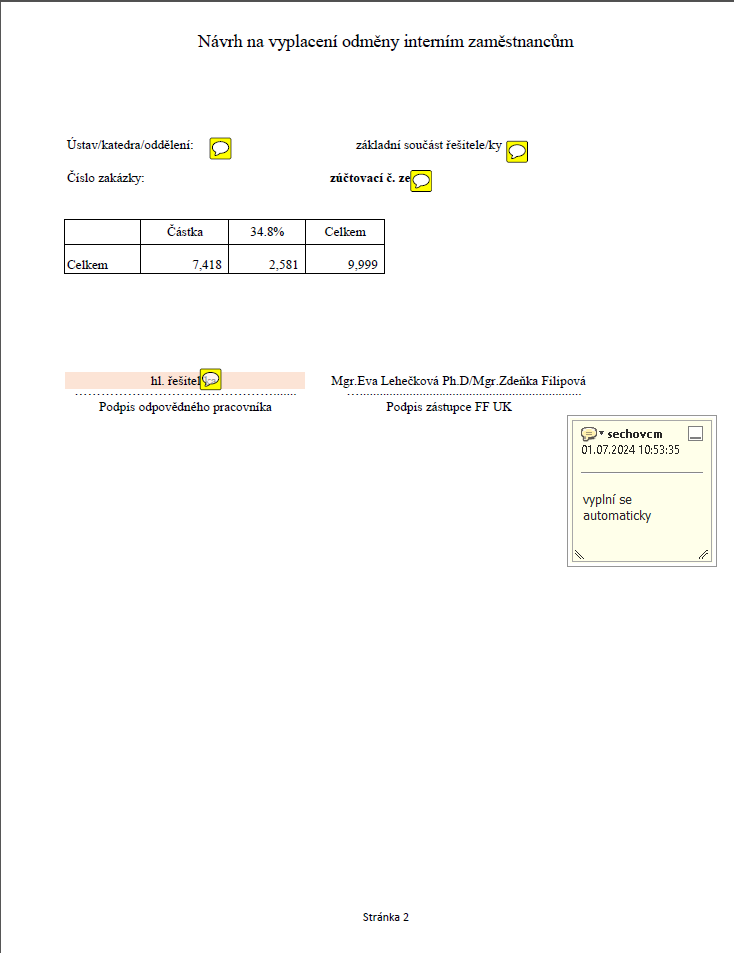 Návrh na vyplacení odměny interním zaměstnancům
Ústav/katedra/oddělení: základní součást řešítele/ky
Číslo zakázky: zúčtovací č. ze
Částka 34.8% Celkem
Celkem 7,418 2,581 9,999
hl. řešitel Mgr.Eva Lehečková Ph.D/Mgr.Zdeňka Filipová
Podpis odpovědného pracovníka Podpis zástupce FF UK
sechovcm
01.07.2024 10:53:35
vyplní se
automaticky
Stránka 2